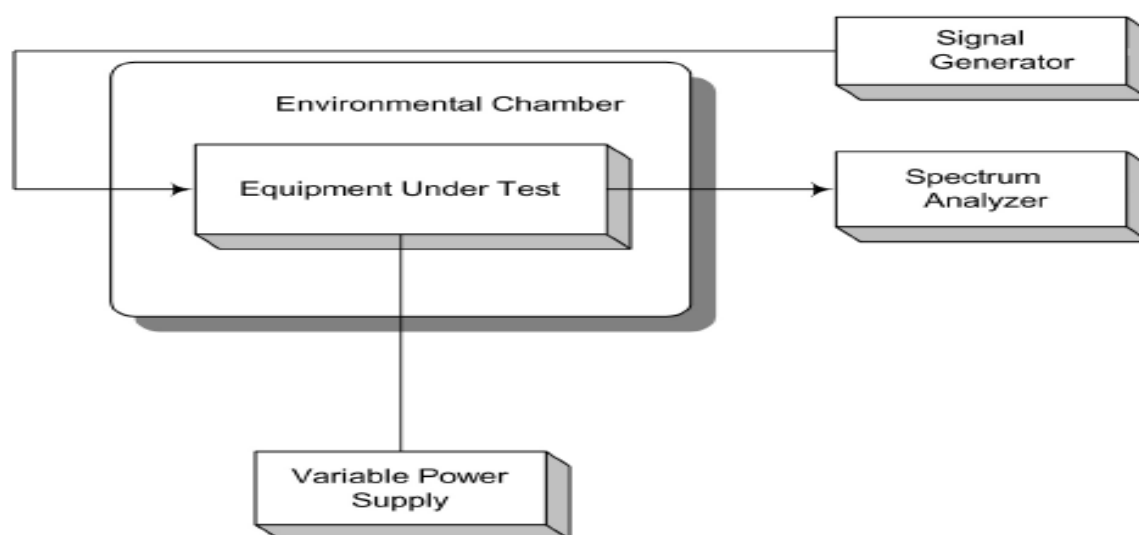 Signal
Generator
Environmental Chamber
Equipment Under Test
Spectrum
Analyzer
Variable Power
Supply